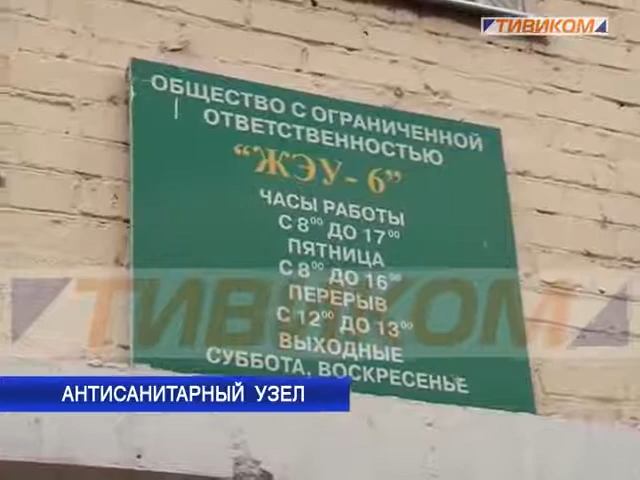 ТИВИКОМ
ОБЩЕСТВО С ОГРАНИЧЕННОЙ
ОТВЕТСТВЕННОСТЬЮ
“ЖЭУ- 6”
ЧАСЫ РАБОТЫ
С 8⁰⁰ ДО 17⁰⁰
ПЯТНИЦА
С 8⁰⁰ ДО 16⁰⁰
ПЕРЕРЫВ
С 12⁰⁰ ДО 13⁰⁰
ВЫХОДНЫЕ
СУББОТА, ВОСКРЕСЕНЬЕ
ТИВИКОМ
АНТИСАНИТАРНЫЙ УЗЕЛ